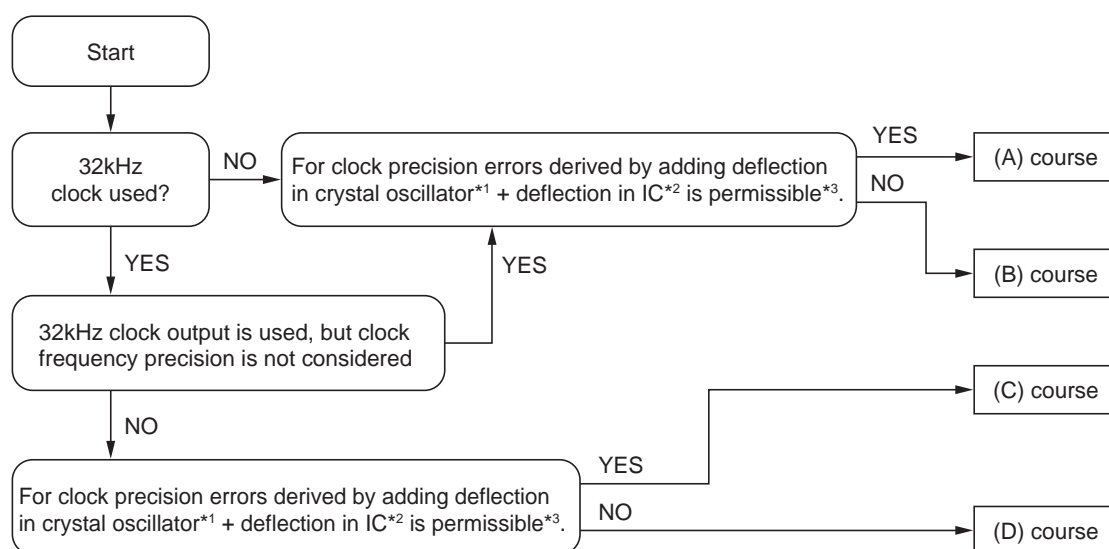 Start
32kHz
clock used?
NO
For clock precision errors derived by adding deflection
in crystal oscillator*1 + deflection in IC*2 is permissible*3.
YES
(A) course
NO
(B) course
YES
YES
32kHz clock output is used, but clock
frequency precision is not considered
NO
For clock precision errors derived by adding deflection
in crystal oscillator*1 + deflection in IC*2 is permissible*3.
YES
(C) course
NO
(D) course